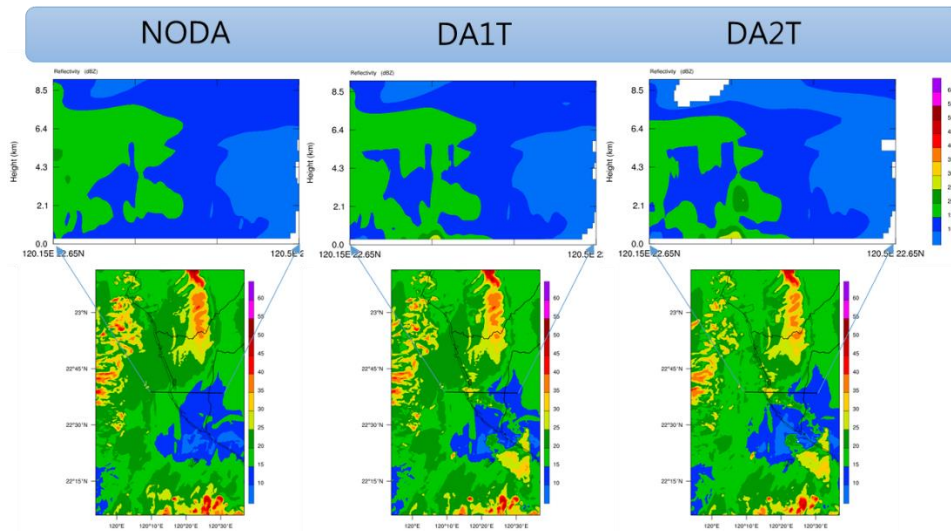 NODA DA1T DA2T
Reflectivity (dBZ) Reflectivity (dBZ) Reflectivity (dBZ)
Height (km) Height (km) Height (km)
8.5 8.5 8.5
6.4 6.4 6.4
4.3 4.3 4.3
2.1 2.1 2.1
0.0 0.0 0.0
120.15E 22.65N 120.5E 22 120.15E 22.65N 120.5E 2 120.15E 22.65N 120.5E 22.65N
60 60 60
55 55 55
23°N 50 23°N 50 23°N 50
45 45 45
22°45'N 40 22°45'N 40 22°45'N 40
35 35 35
30 30 30
22°30'N 25 22°30'N 25 22°30'N 25
20 20 20
22°15'N 15 22°15'N 15 22°15'N 15
10 10 10
120°E 120°10'E 120°20'E 120°30'E 120°E 120°10'E 120°20'E 120°30'E 120°E 120°10'E 120°20'E 120°30'E